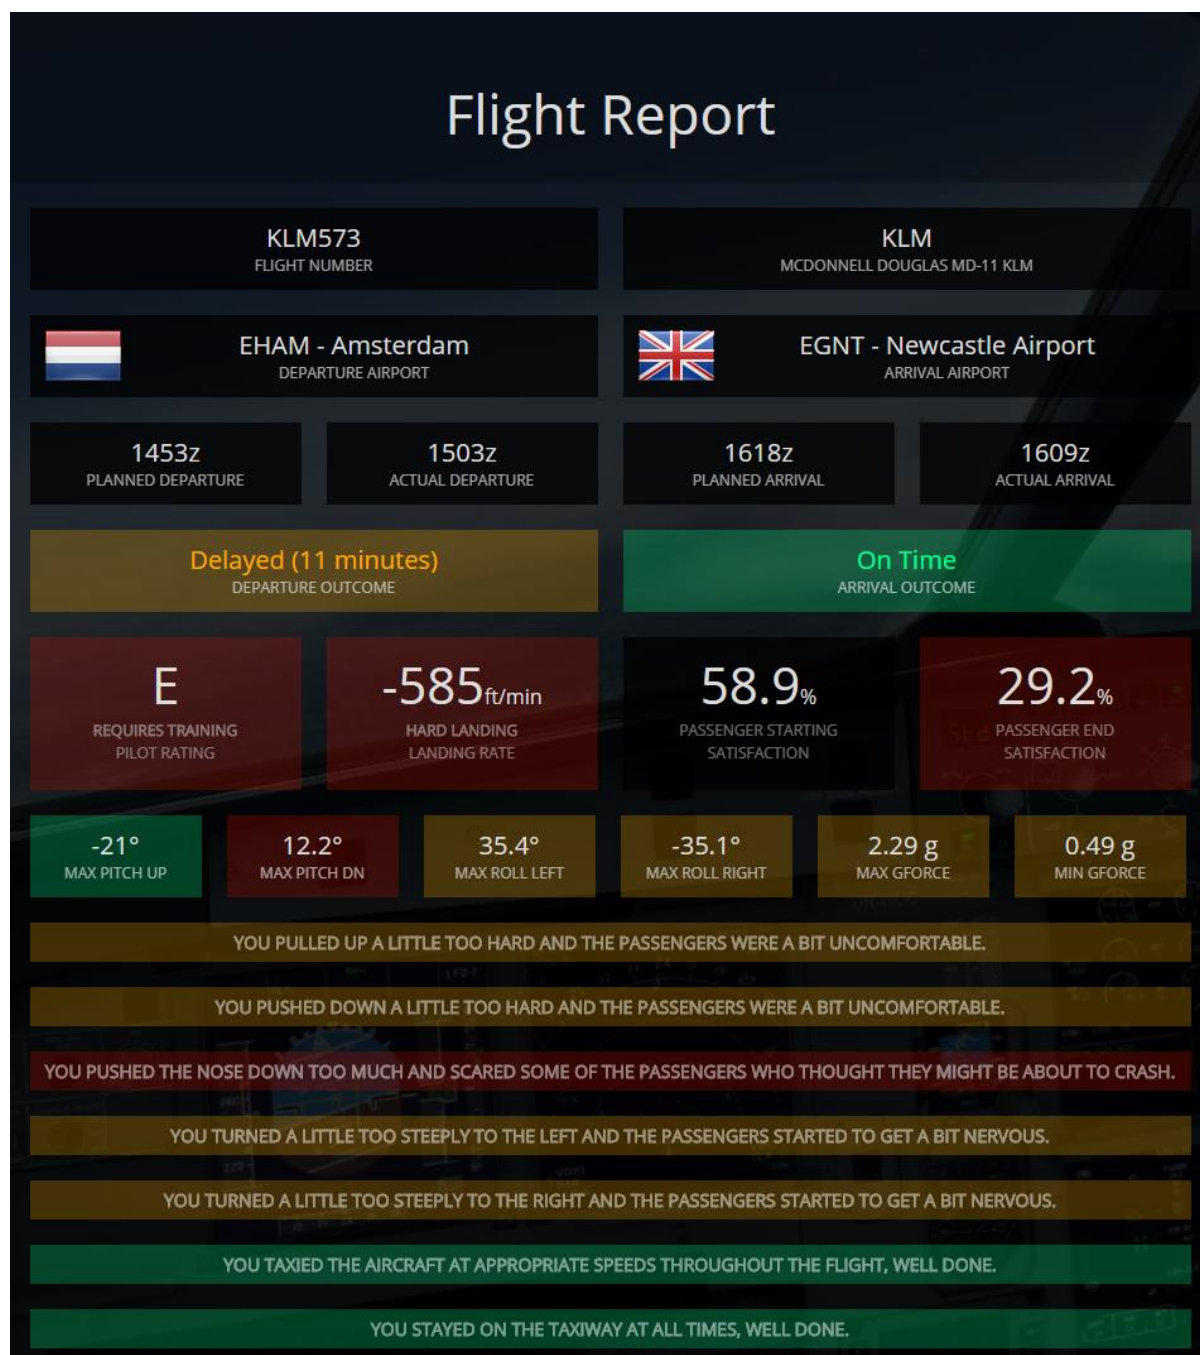 Flight Report
KLM573
FLIGHT NUMBER
KLM
MCDONNELL DOUGLAS MD-11 KLM
EHAM - Amsterdam
DEPARTURE AIRPORT
EGNT - Newcastle Airport
ARRIVAL AIRPORT
1453z
PLANNED DEPARTURE
1503z
ACTUAL DEPARTURE
1618z
PLANNED ARRIVAL
1609z
ACTUAL ARRIVAL
Delayed (11 minutes)
DEPARTURE OUTCOME
On Time
ARRIVAL OUTCOME
E
REQUIRES TRAINING
PILOT RATING
-585ft/min
HARD LANDING
LANDING RATE
58.9%
PASSENGER STARTING
SATISFACTION
29.2%
PASSENGER END
SATISFACTION
-21°
MAX PITCH UP
12.2°
MAX PITCH DN
35.4°
MAX ROLL LEFT
-35.1°
MAX ROLL RIGHT
2.29 g
MAX GFORCE
0.49 g
MIN GFORCE
YOU PULLED UP A LITTLE TOO HARD AND THE PASSENGERS WERE A BIT UNCOMFORTABLE.
YOU PUSHED DOWN A LITTLE TOO HARD AND THE PASSENGERS WERE A BIT UNCOMFORTABLE.
YOU PUSHED THE NOSE DOWN TOO MUCH AND SCARED SOME OF THE PASSENGERS WHO THOUGHT THEY MIGHT BE ABOUT TO CRASH.
YOU TURNED A LITTLE TOO STEEPLY TO THE LEFT AND THE PASSENGERS STARTED TO GET A BIT NERVOUS.
YOU TURNED A LITTLE TOO STEEPLY TO THE RIGHT AND THE PASSENGERS STARTED TO GET A BIT NERVOUS.
YOU TAXIED THE AIRCRAFT AT APPROPRIATE SPEEDS THROUGHOUT THE FLIGHT, WELL DONE.
YOU STAYED ON THE TAXIWAY AT ALL TIMES, WELL DONE.